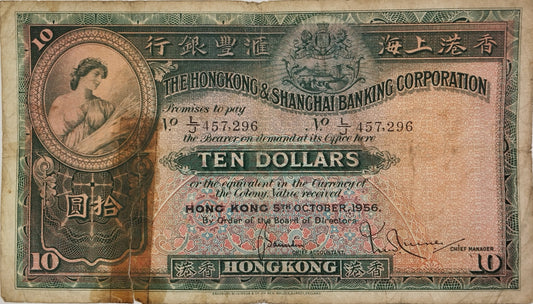 行銀豐滙 海上港香
10
THE HONGKONG & SHANGHAI BANKING CORPORATION
Promises to pay
No. L/J 457,296 No. L/J 457,296
the Bearer on demand at its Office here
TEN DOLLARS
or the equivalent in the Currency of
the Colony, Value received
HONG KONG 5TH OCTOBER, 1956.
By Order of the Board of Directors
圓拾
CHIEF ACCOUNTANT
CHIEF MANAGER
10
港香
HONGKONG
港香
10